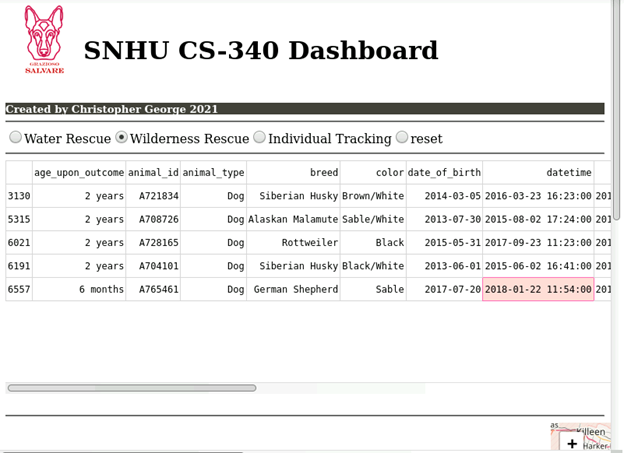 GRAZIOSO
SALVARE
SNHU CS-340 Dashboard
Created by Christopher George 2021
Water Rescue Wilderness Rescue Individual Tracking reset
age_upon_outcome animal_id animal_type breed color date_of_birth datetime
3130 2 years A721834 Dog Siberian Husky Brown/White 2014-03-05 2016-03-23 16:23:00 201
5315 2 years A708726 Dog Alaskan Malamute Sable/White 2013-07-30 2015-08-02 17:24:00 201
6021 2 years A728165 Dog Rottweiler Black 2015-05-31 2017-09-23 11:23:00 201
6191 2 years A704101 Dog Siberian Husky Black/White 2013-06-01 2015-06-02 16:41:00 201
6557 6 months A765461 Dog German Shepherd Sable 2017-07-20 2018-01-22 11:54:00 201
as Killeen
+ Harker